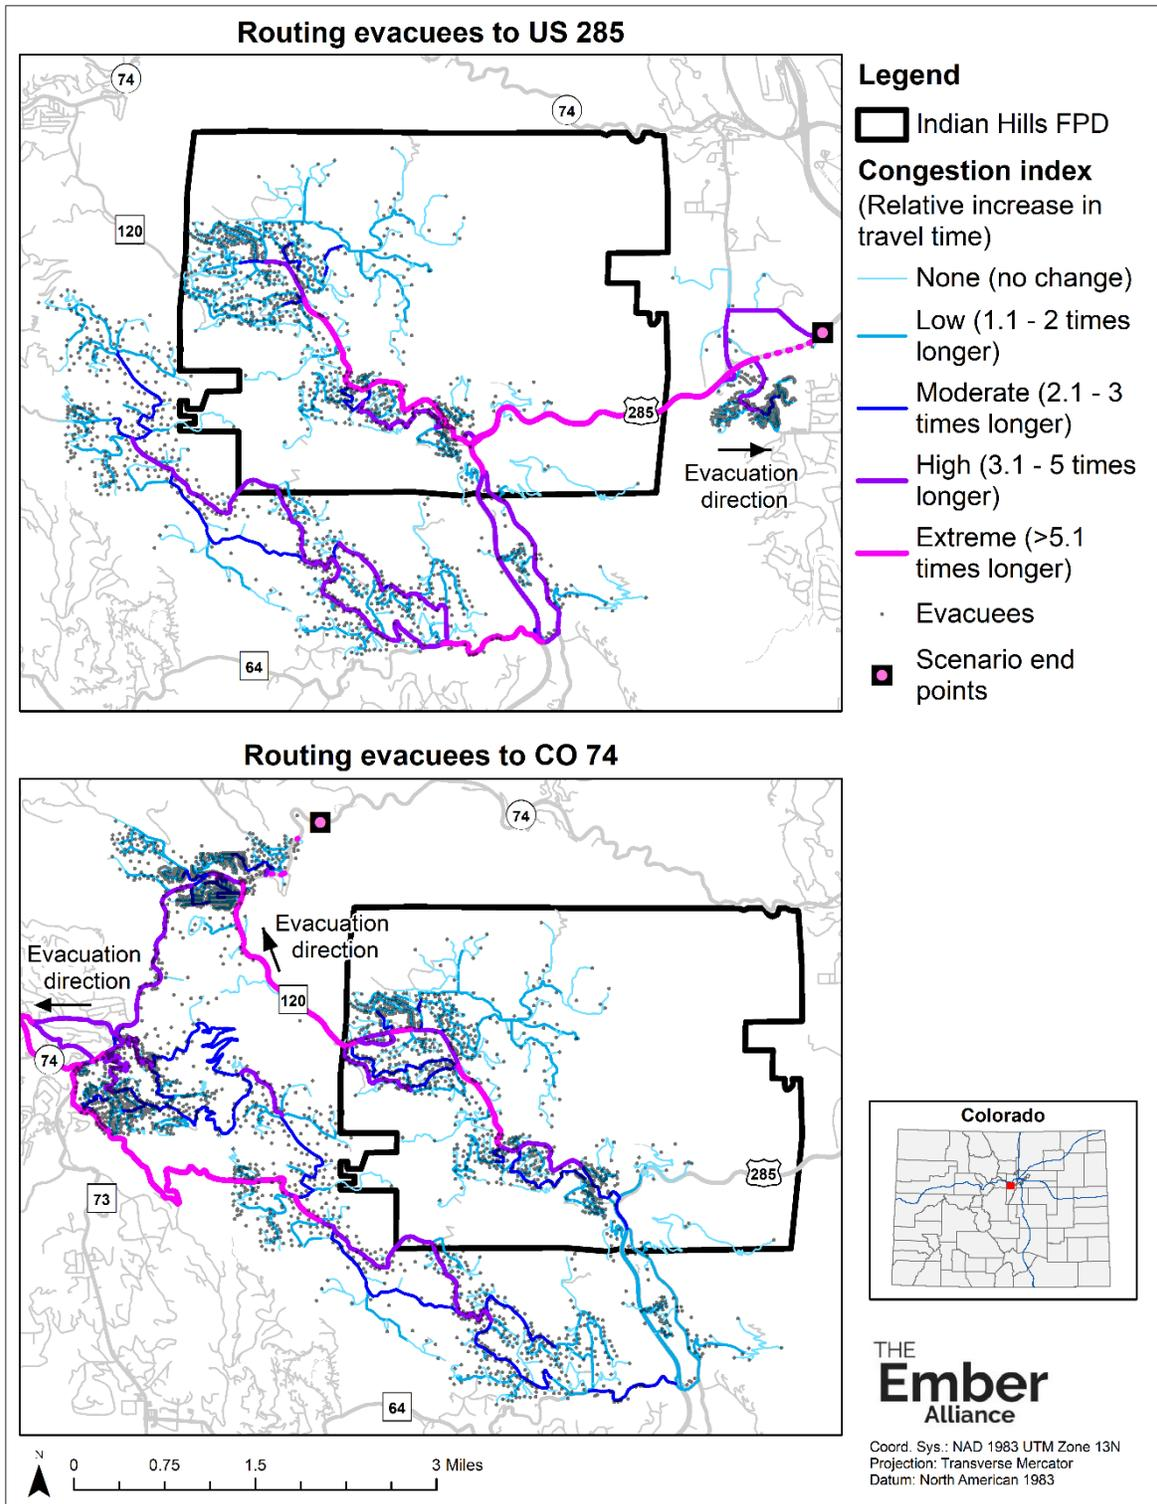 Routing evacuees to US 285
74
74
120
285
Evacuation
direction
64
Legend
Indian Hills FPD
Congestion index
(Relative increase in
travel time)
None (no change)
Low (1.1 - 2 times
longer)
Moderate (2.1 - 3
times longer)
High (3.1 - 5 times
longer)
Extreme (>5.1
times longer)
Evacuees
Scenario end
points
Routing evacuees to CO 74
74
Evacuation
direction
Evacuation
direction
120
74
73
285
64
Colorado
THE
Ember
Alliance
Coord. Sys.: NAD 1983 UTM Zone 13N
Projection: Transverse Mercator
Datum: North American 1983
N
0 0.75 1.5 3 Miles